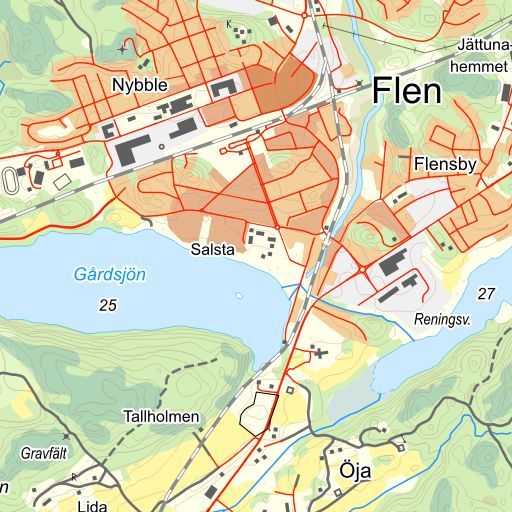 K
Jättuna-
hemmet
Nybble
Flen
Flensby
Salsta
Gårdsjön
25
27
Reningsv.
Tallholmen
Gravfält
Öja
R
n
Lida